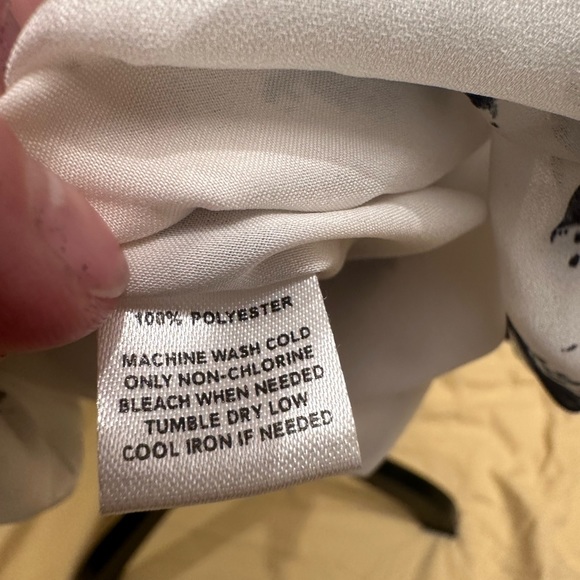 100% POLYESTER
MACHINE WASH COLD
ONLY NON-CHLORINE
BLEACH WHEN NEEDED
TUMBLE DRY LOW
COOL IRON IF NEEDED